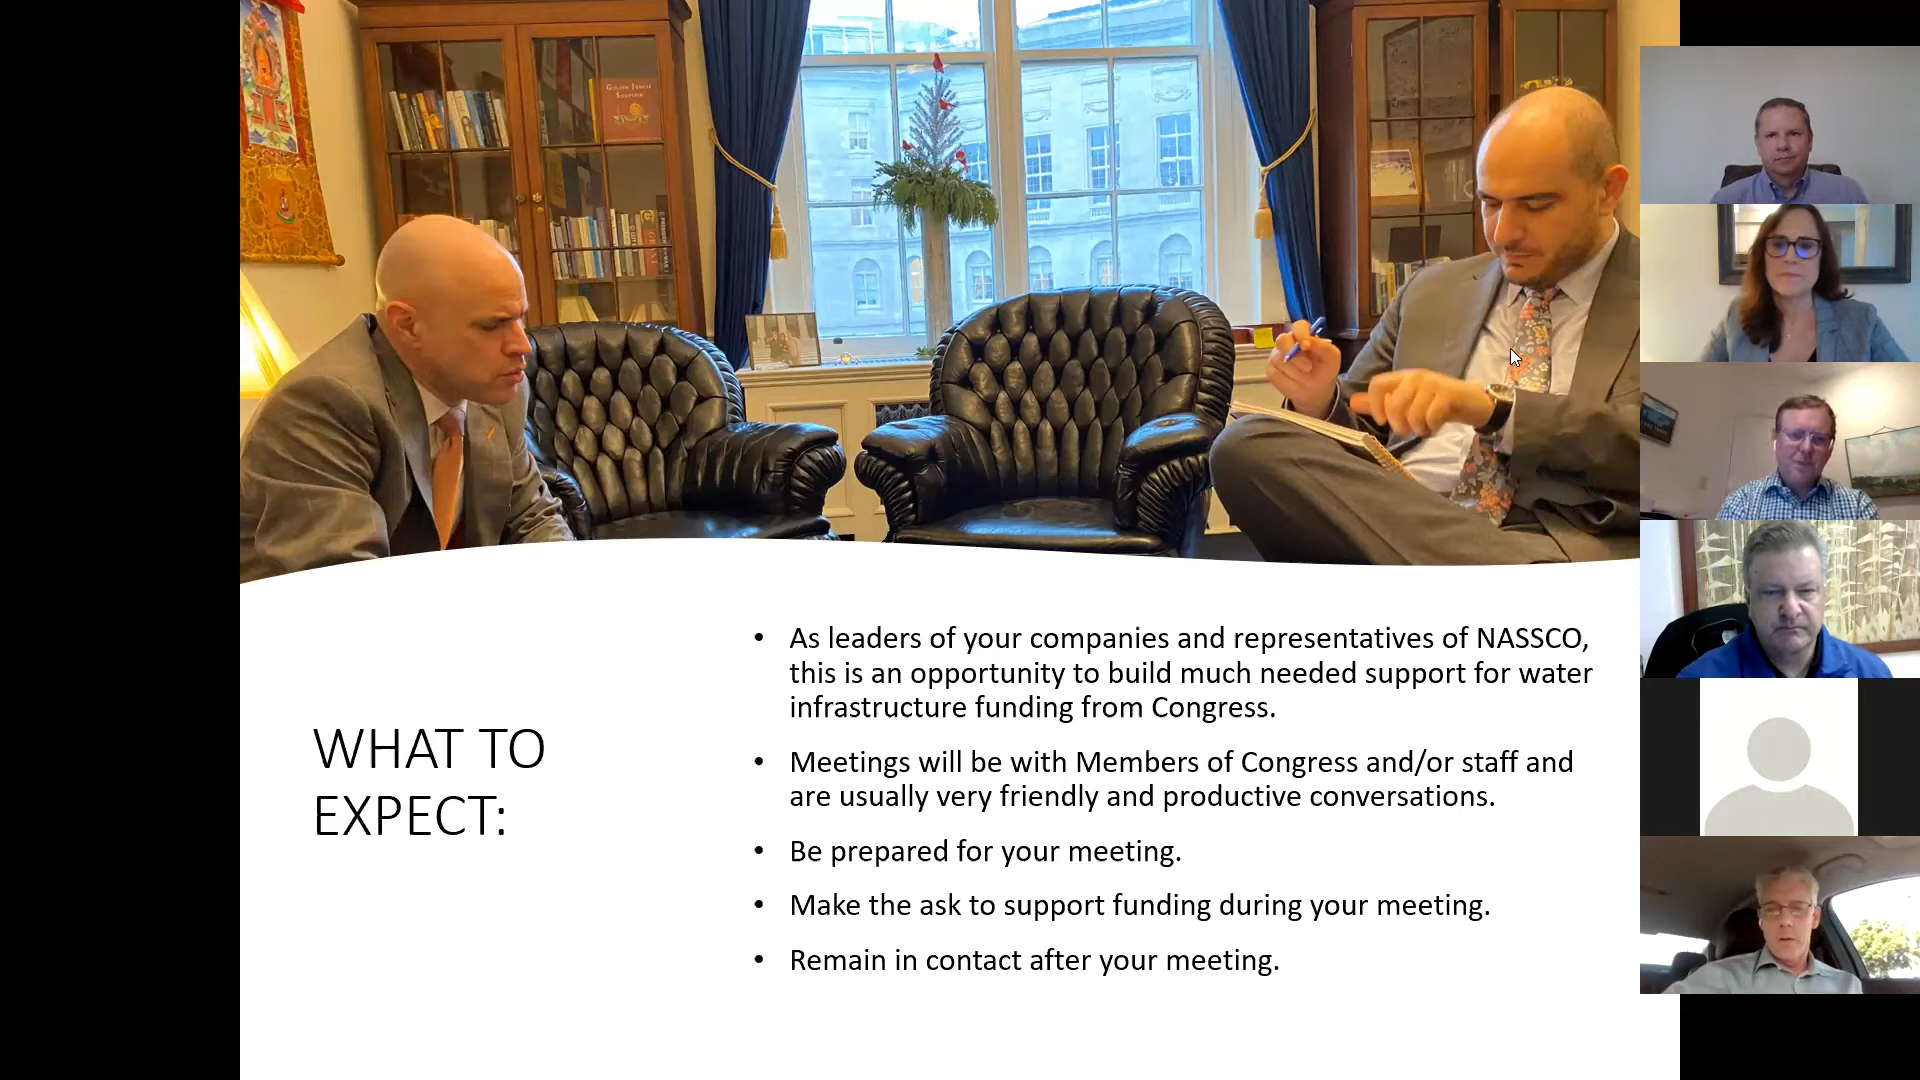 GOLDEN JUBILEE
SOUVENIR
WHAT TO
EXPECT:
• As leaders of your companies and representatives of NASSCO,
this is an opportunity to build much needed support for water
infrastructure funding from Congress.
• Meetings will be with Members of Congress and/or staff and
are usually very friendly and productive conversations.
• Be prepared for your meeting.
• Make the ask to support funding during your meeting.
• Remain in contact after your meeting.